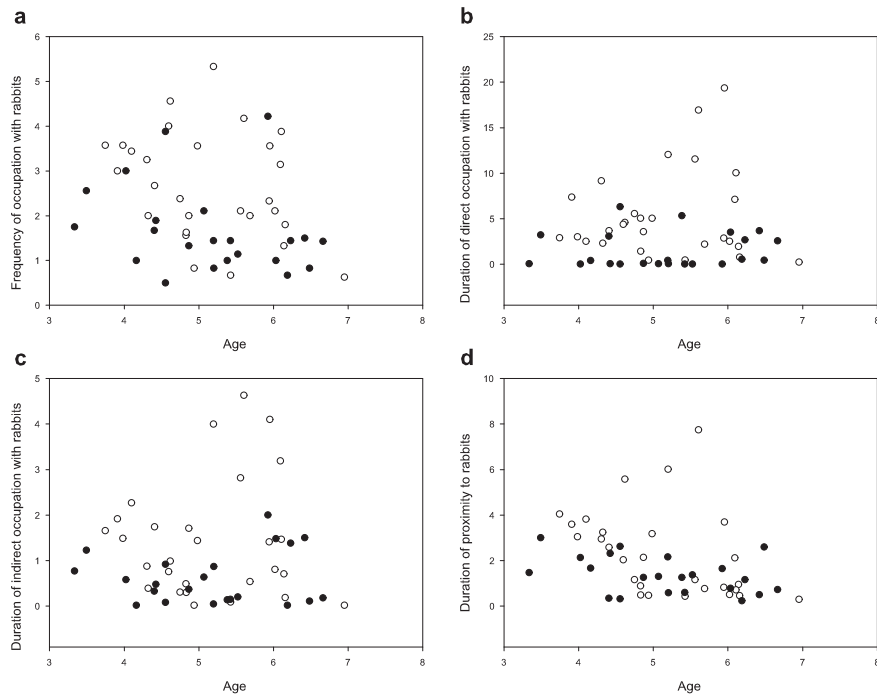 a
b
6
5
4
3
2
1
0
Frequency of occupation with rabbits
3 4 5 6 7 8
Age
25
20
15
10
5
0
Duration of direct occupation with rabbits
3 4 5 6 7 8
Age
c
d
5
4
3
2
1
0
Duration of indirect occupation with rabbits
3 4 5 6 7 8
Age
10
8
6
4
2
0
Duration of proximity to rabbits
3 4 5 6 7 8
Age